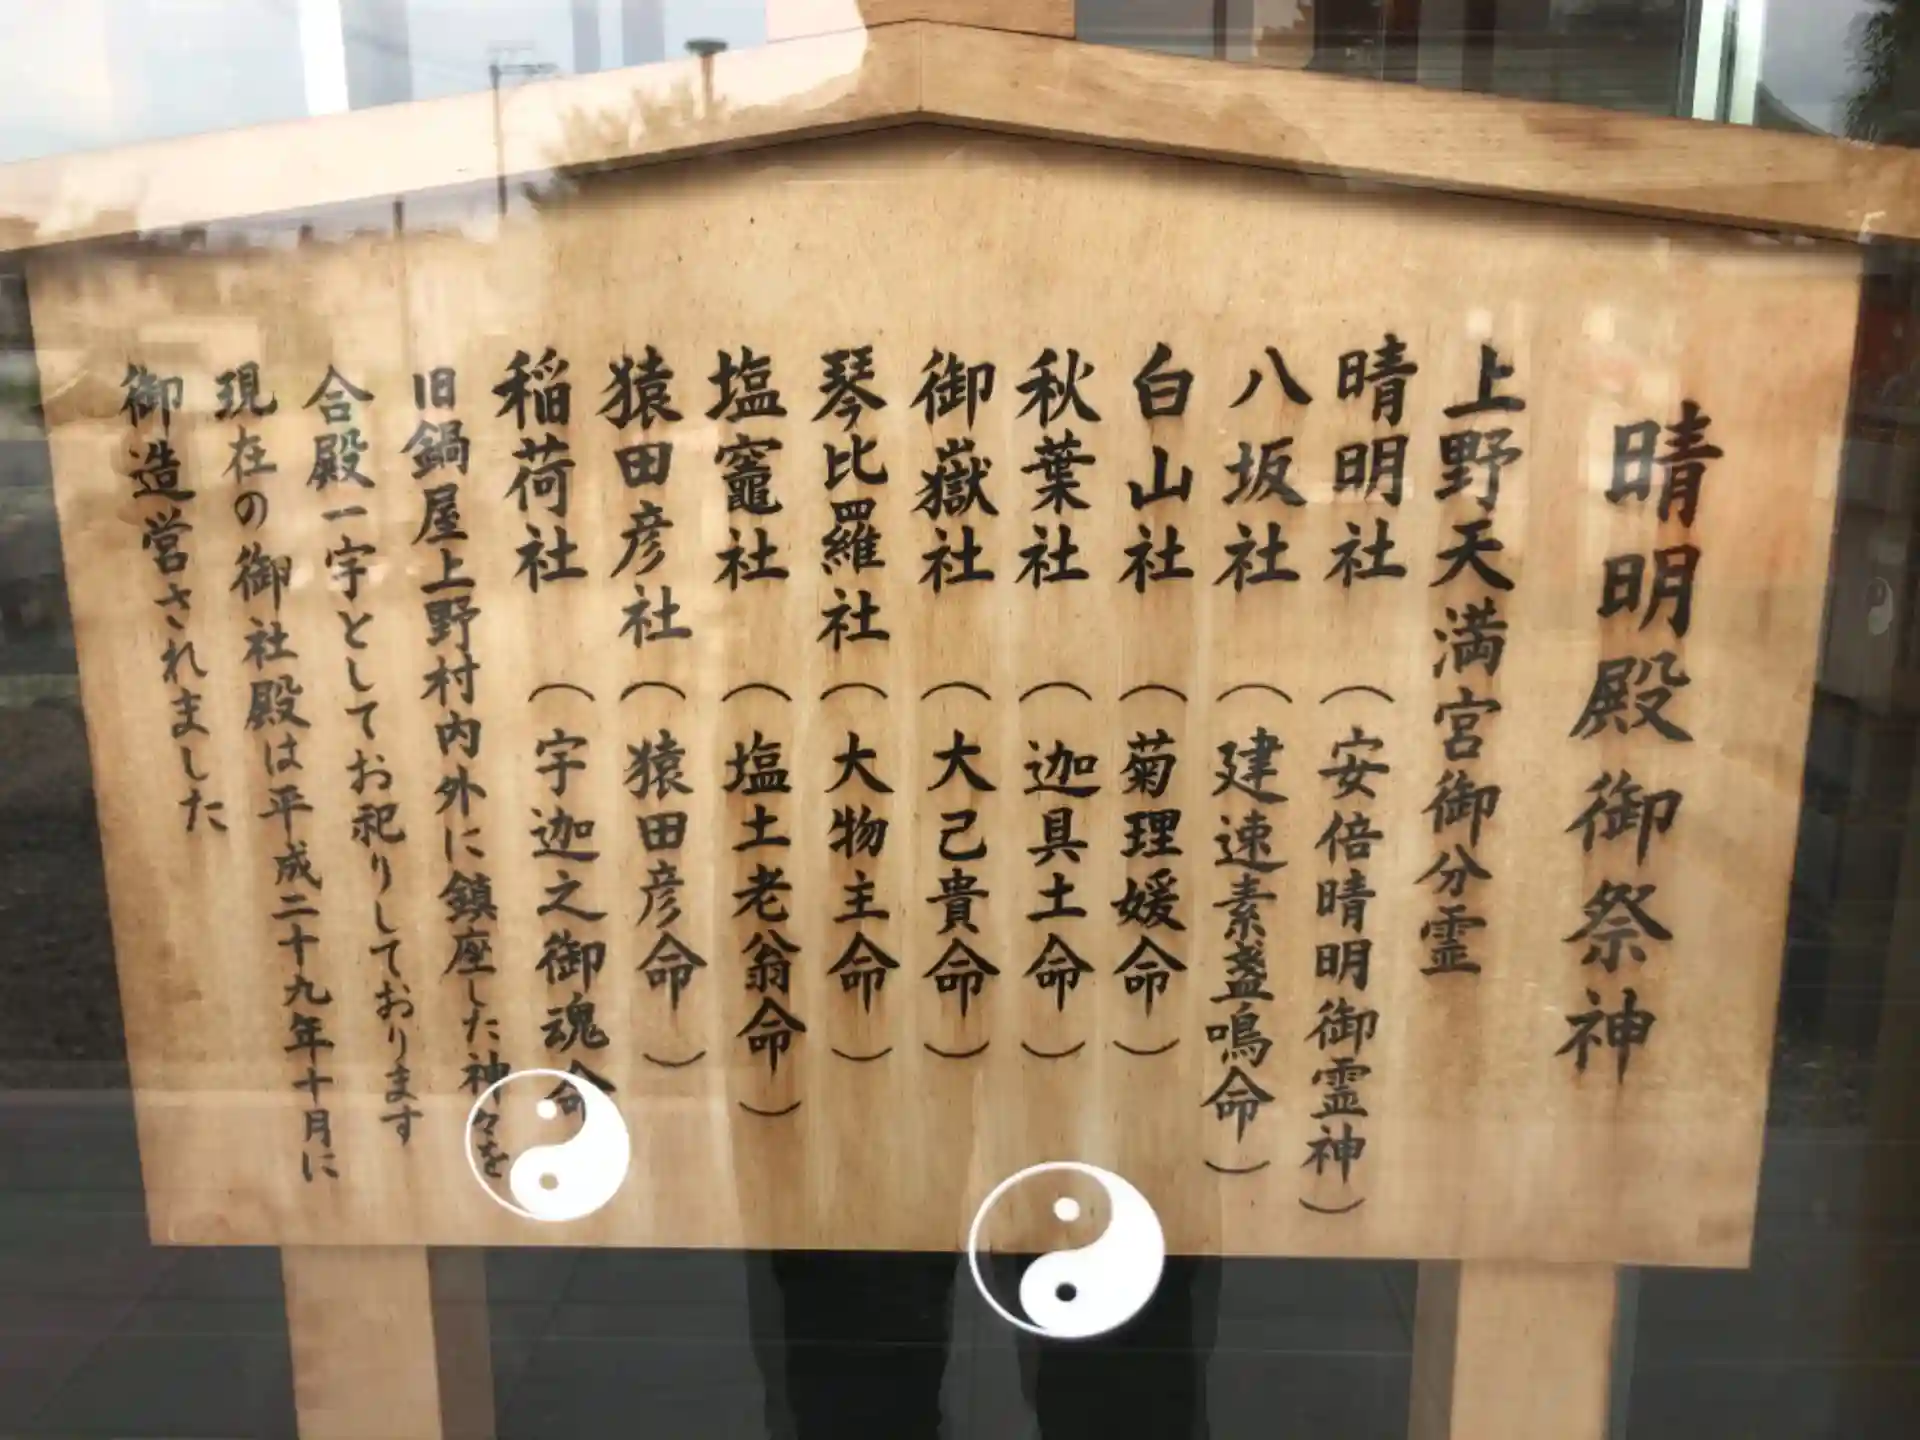 晴明殿御祭神
上野天満宮御分霊
晴明社（安倍晴明御霊神）
八坂社（建速素盞鳴命）
白山社（菊理媛命）
秋葉社（迦具土命）
御嶽社（大己貴命）
琴比羅社（大物主命）
塩竈社（塩土老翁命）
猿田彦社（猿田彦命）
稲荷社（宇迦之御魂命
旧鍋屋上野村内外に鎮座した神々を
合殿一宇としてお祀りしております
現在の御社殿は平成二十九年十月に
御造営されました